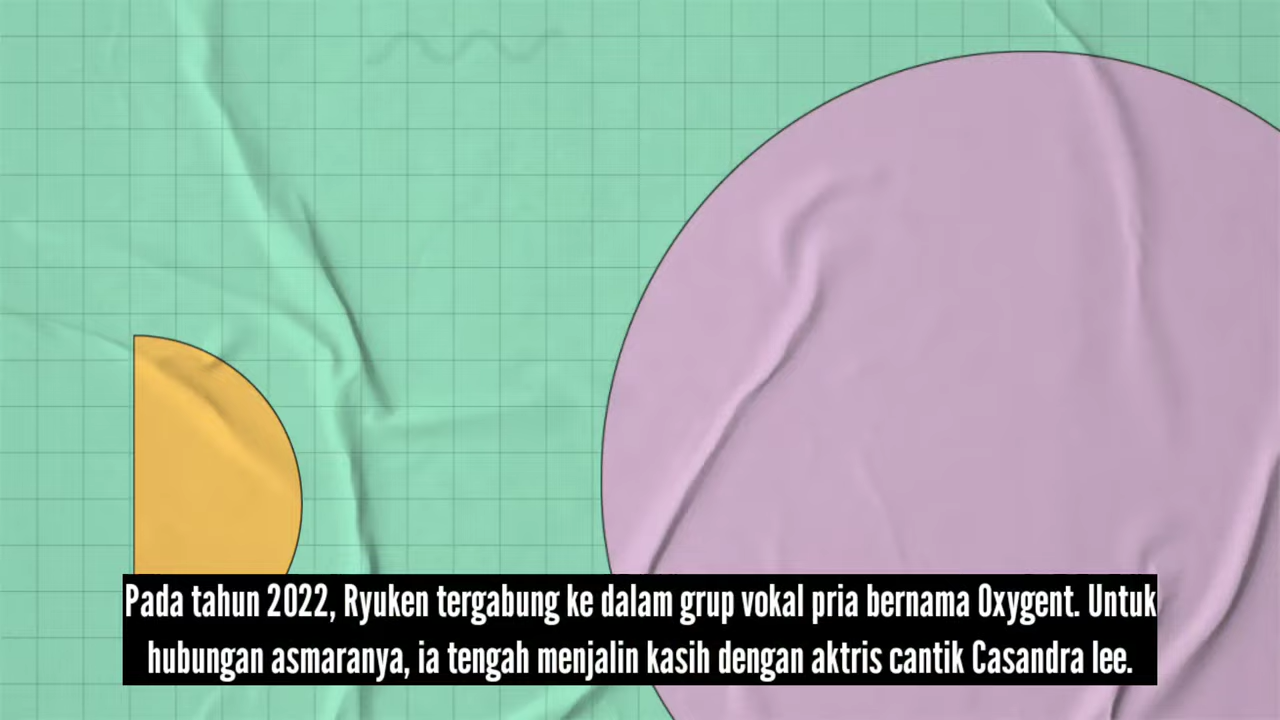 Pada tahun 2022, Ryuken tergabung ke dalam grup vokal pria bernama Oxygent. Untuk
hubungan asmaranya, ia tengah menjalin kasih dengan aktris cantik Casandra lee.